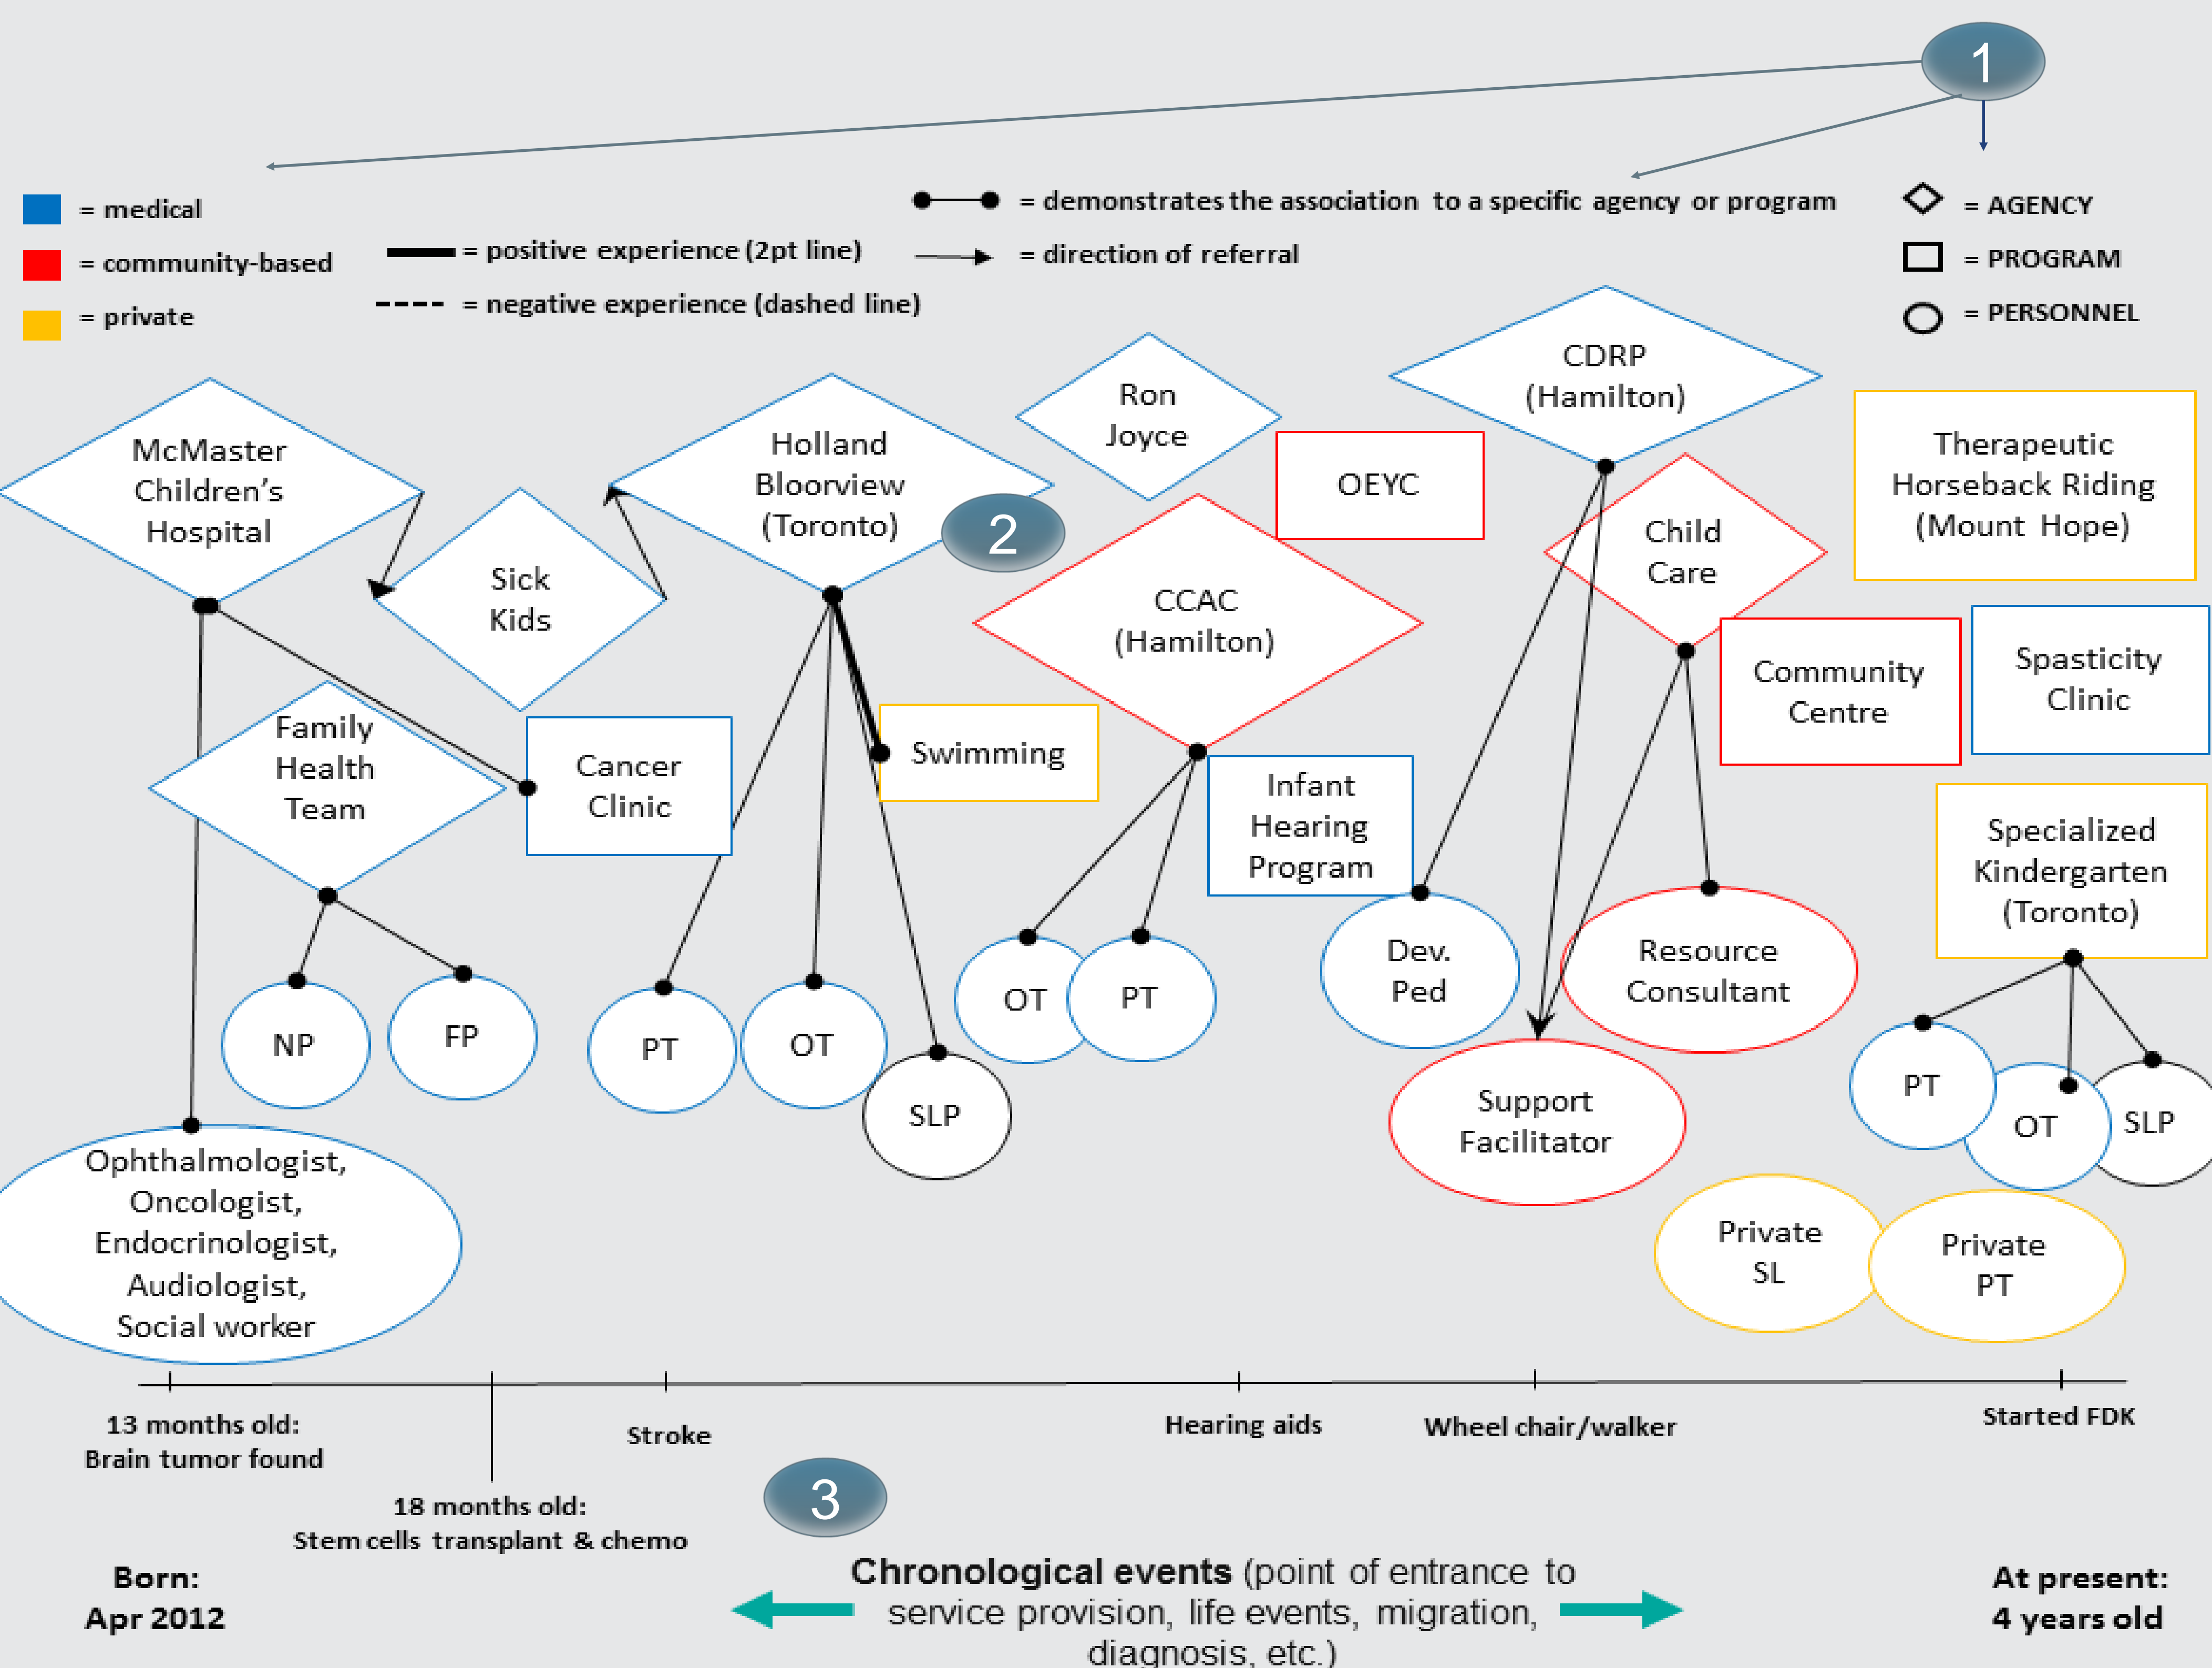 1
= medical
= community-based
= private
= positive experience (2pt line)
= negative experience (dashed line)
= demonstrates the association to a specific agency or program
= direction of referral
= AGENCY
= PROGRAM
= PERSONNEL
McMaster
Children's
Hospital
Sick
Kids
Holland
Bloorview
(Toronto)
2
Ron
Joyce
OEYC
CDRP
(Hamilton)
Child
Care
Therapeutic
Horseback Riding
(Mount Hope)
CCAC
(Hamilton)
Community
Centre
Spasticity
Clinic
Family
Health
Team
Cancer
Clinic
Swimming
Infant
Hearing
Program
Specialized
Kindergarten
(Toronto)
NP
FP
PT
OT
SLP
OT
PT
Dev.
Ped
Resource
Consultant
Support
Facilitator
PT
OT
SLP
Private
SL
Private
PT
Ophthalmologist,
Oncologist,
Endocrinologist,
Audiologist,
Social worker
13 months old:
Brain tumor found
18 months old:
Stem cells transplant & chemo
Stroke
Hearing aids
Wheel chair/walker
Started FDK
3
Born:
Apr 2012
Chronological events (point of entrance to
service provision, life events, migration,
diagnosis, etc.)
At present:
4 years old